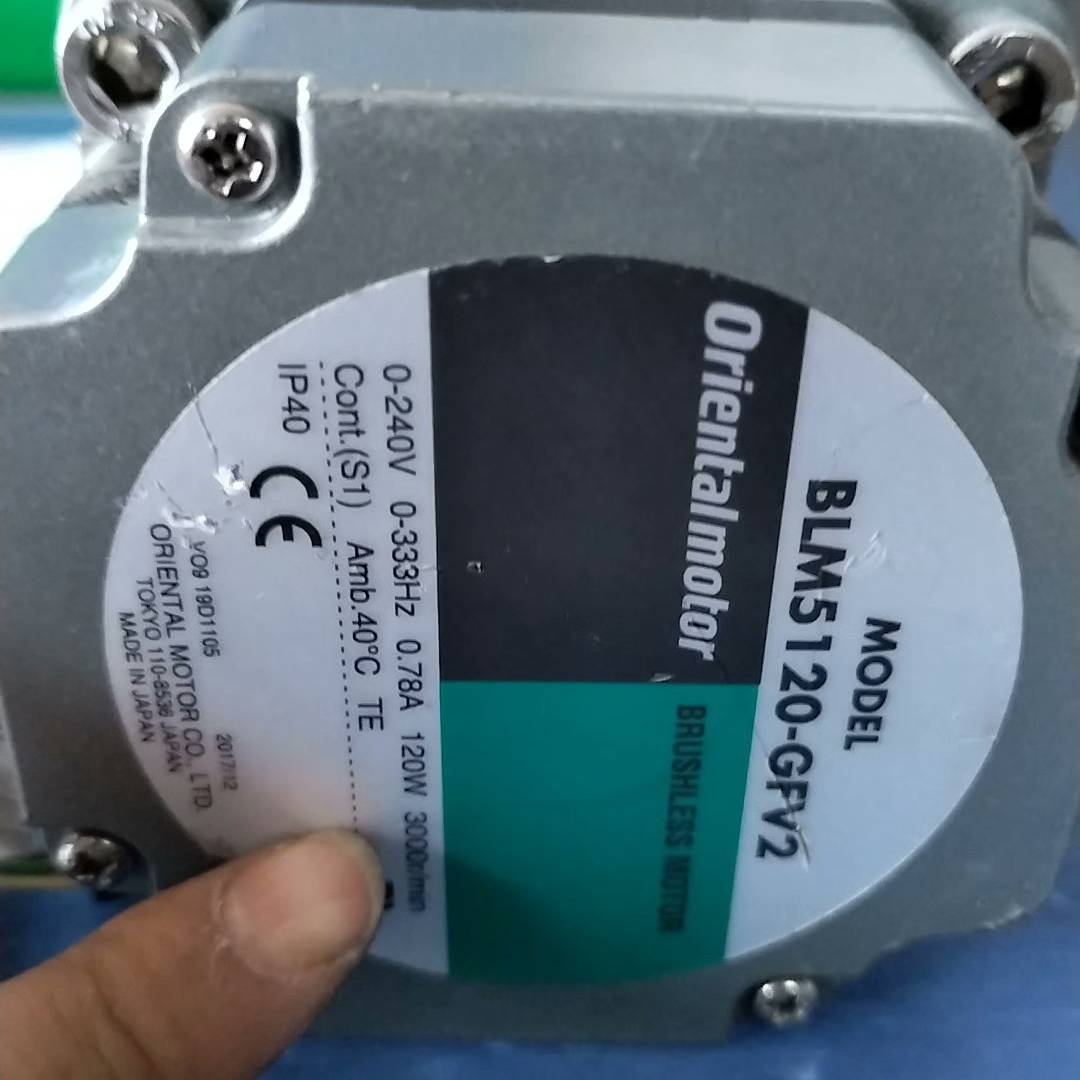 MODEL
BLM5120-GFV2
Orientalmotor
BRUSHLESS MOTOR
0-240V 0-333Hz 0.78A 120W 3000r/min
Cont.(S1) Amb.40°C TE
IP40
CE
V09 19D1105 2017/12
ORIENTAL MOTOR CO., LTD.
TOKYO 110-8536 JAPAN
MADE IN JAPAN